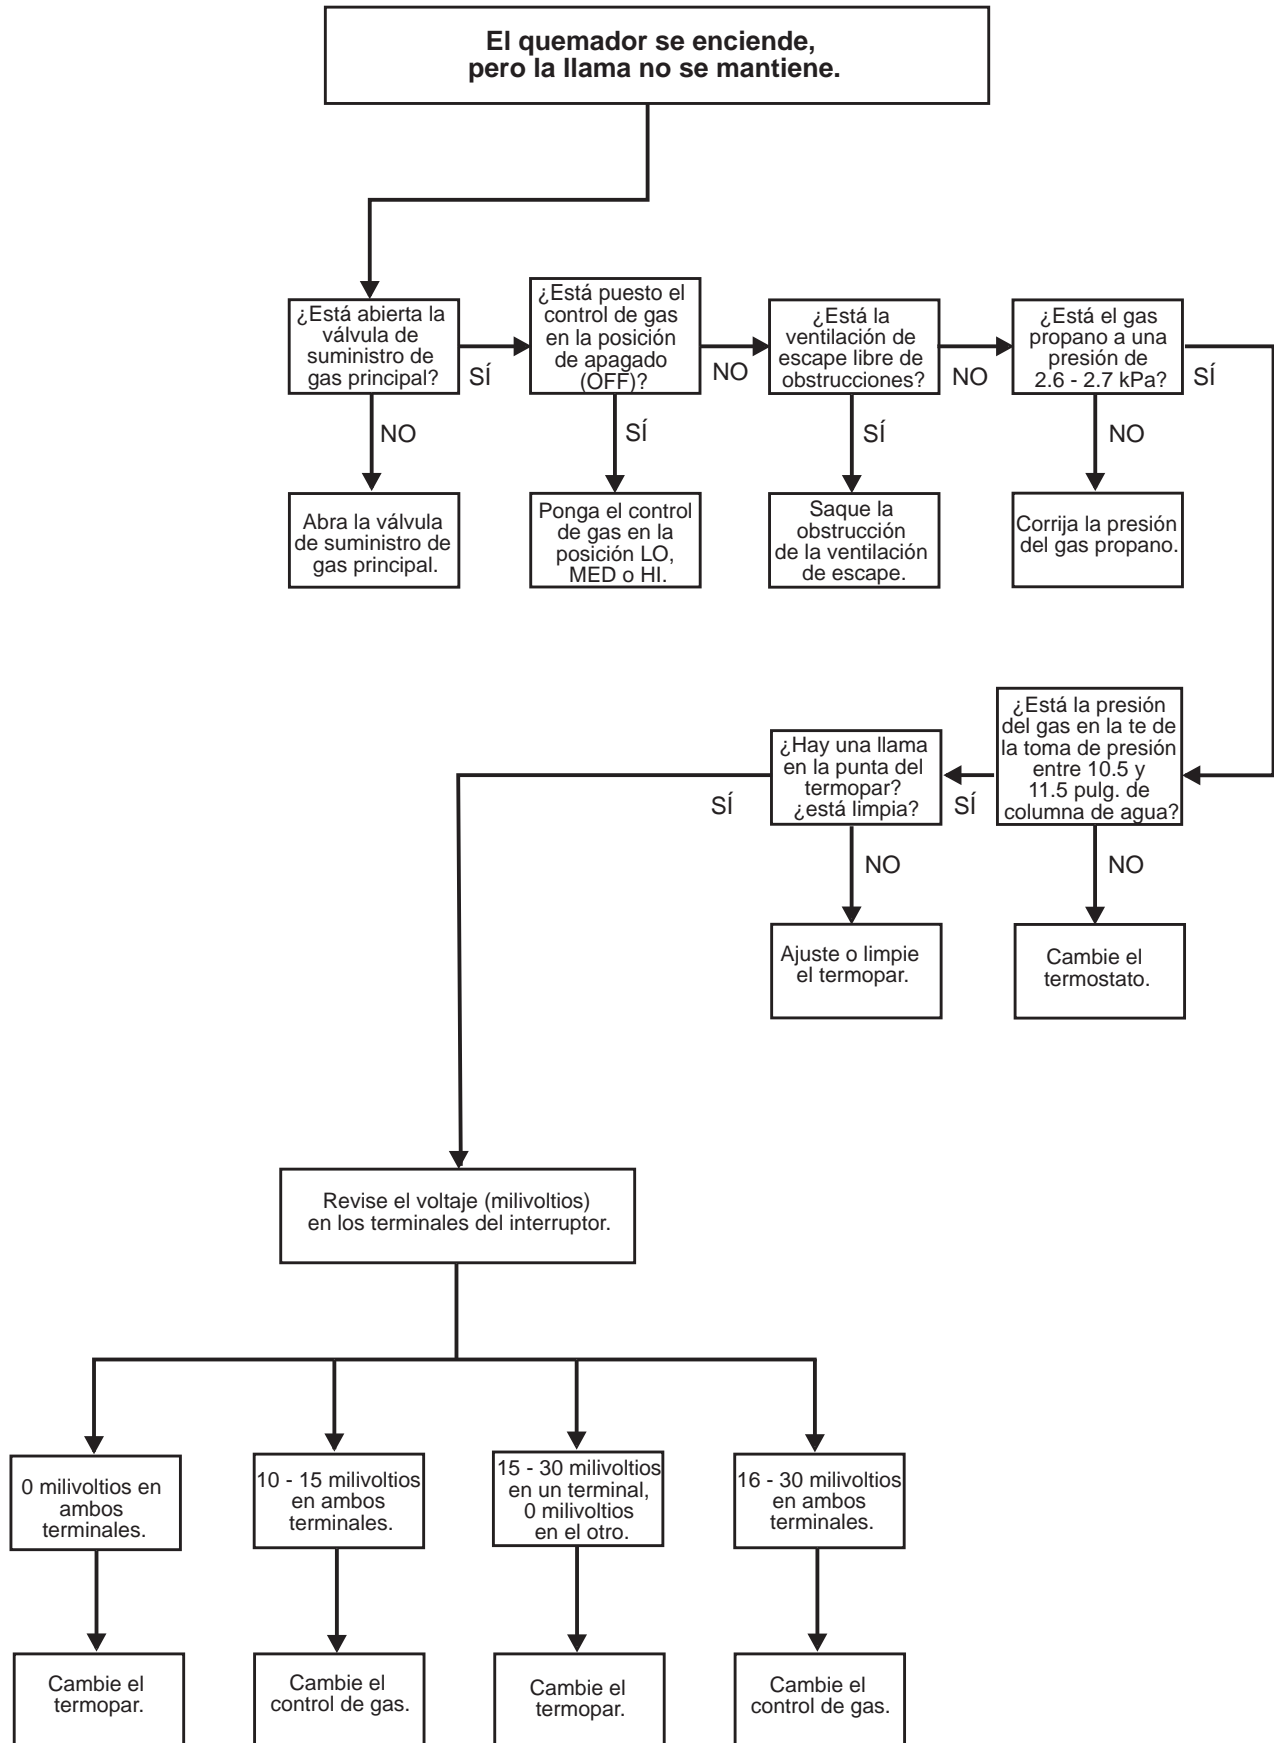 El quemador se enciende,
pero la llama no se mantiene.
¿Está abierta la
válvula de
suministro de
gas principal?
SÍ
NO
Abra la válvula
de suministro de
gas principal.
¿Está puesto el
control de gas
en la posición
de apagado
(OFF)?
NO
SÍ
Ponga el control
de gas en la
posición LO,
MED o HI.
¿Está la
ventilación de
escape libre de
obstrucciones?
NO
SÍ
Saque la
obstrucción
de la ventilación
de escape.
¿Está el gas
propano a una
presión de
2.6 - 2.7 kPa?
SÍ
NO
Corrija la presión
del gas propano.
¿Está la presión
del gas en la te de
la toma de presión
entre 10.5 y
11.5 pulg. de
columna de agua?
SÍ
NO
Cambie el
termostato.
¿Hay una llama
en la punta del
termopar?
¿está limpia?
SÍ
NO
Ajuste o limpie
el termopar.
Revise el voltaje (milivoltios)
en los terminales del interruptor.
0 milivoltios en
ambos
terminales.
Cambie el
termopar.
10 - 15 milivoltios
en ambos
terminales.
Cambie el
control de gas.
15 - 30 milivoltios
en un terminal,
0 milivoltios
en el otro.
Cambie el
termopar.
16 - 30 milivoltios
en ambos
terminales.
Cambie el
control de gas.